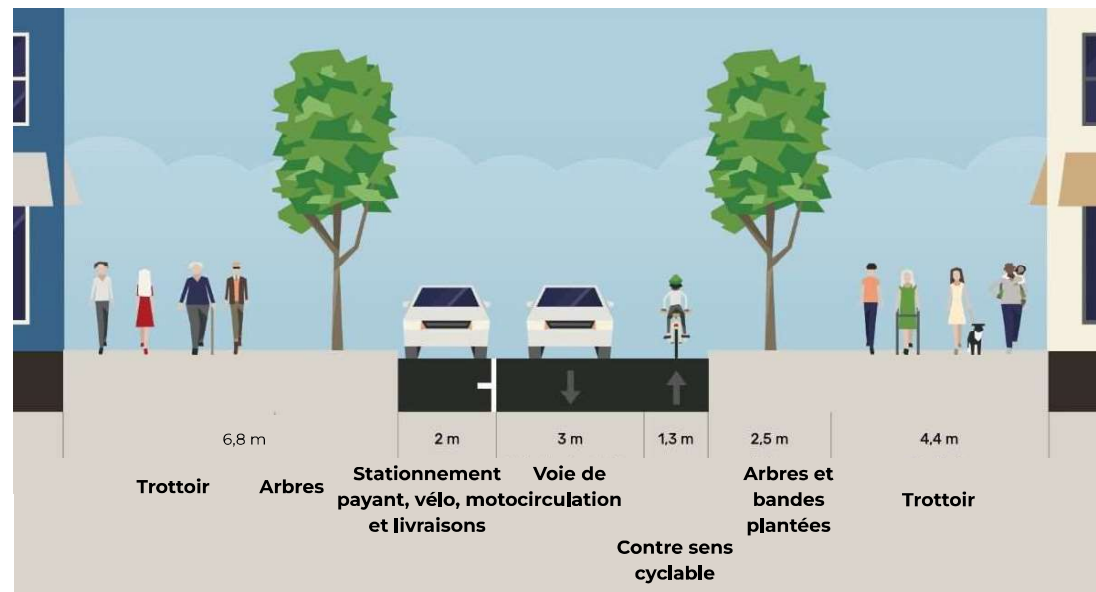 6,8 m
2 m
3 m
1,3 m
2,5 m
4,4 m
Trottoir
Arbres
Stationnement
payant, vélo, moto
et livraisons
Voie de
circulation
Contre sens
cyclable
Arbres et
bandes
plantées
Trottoir